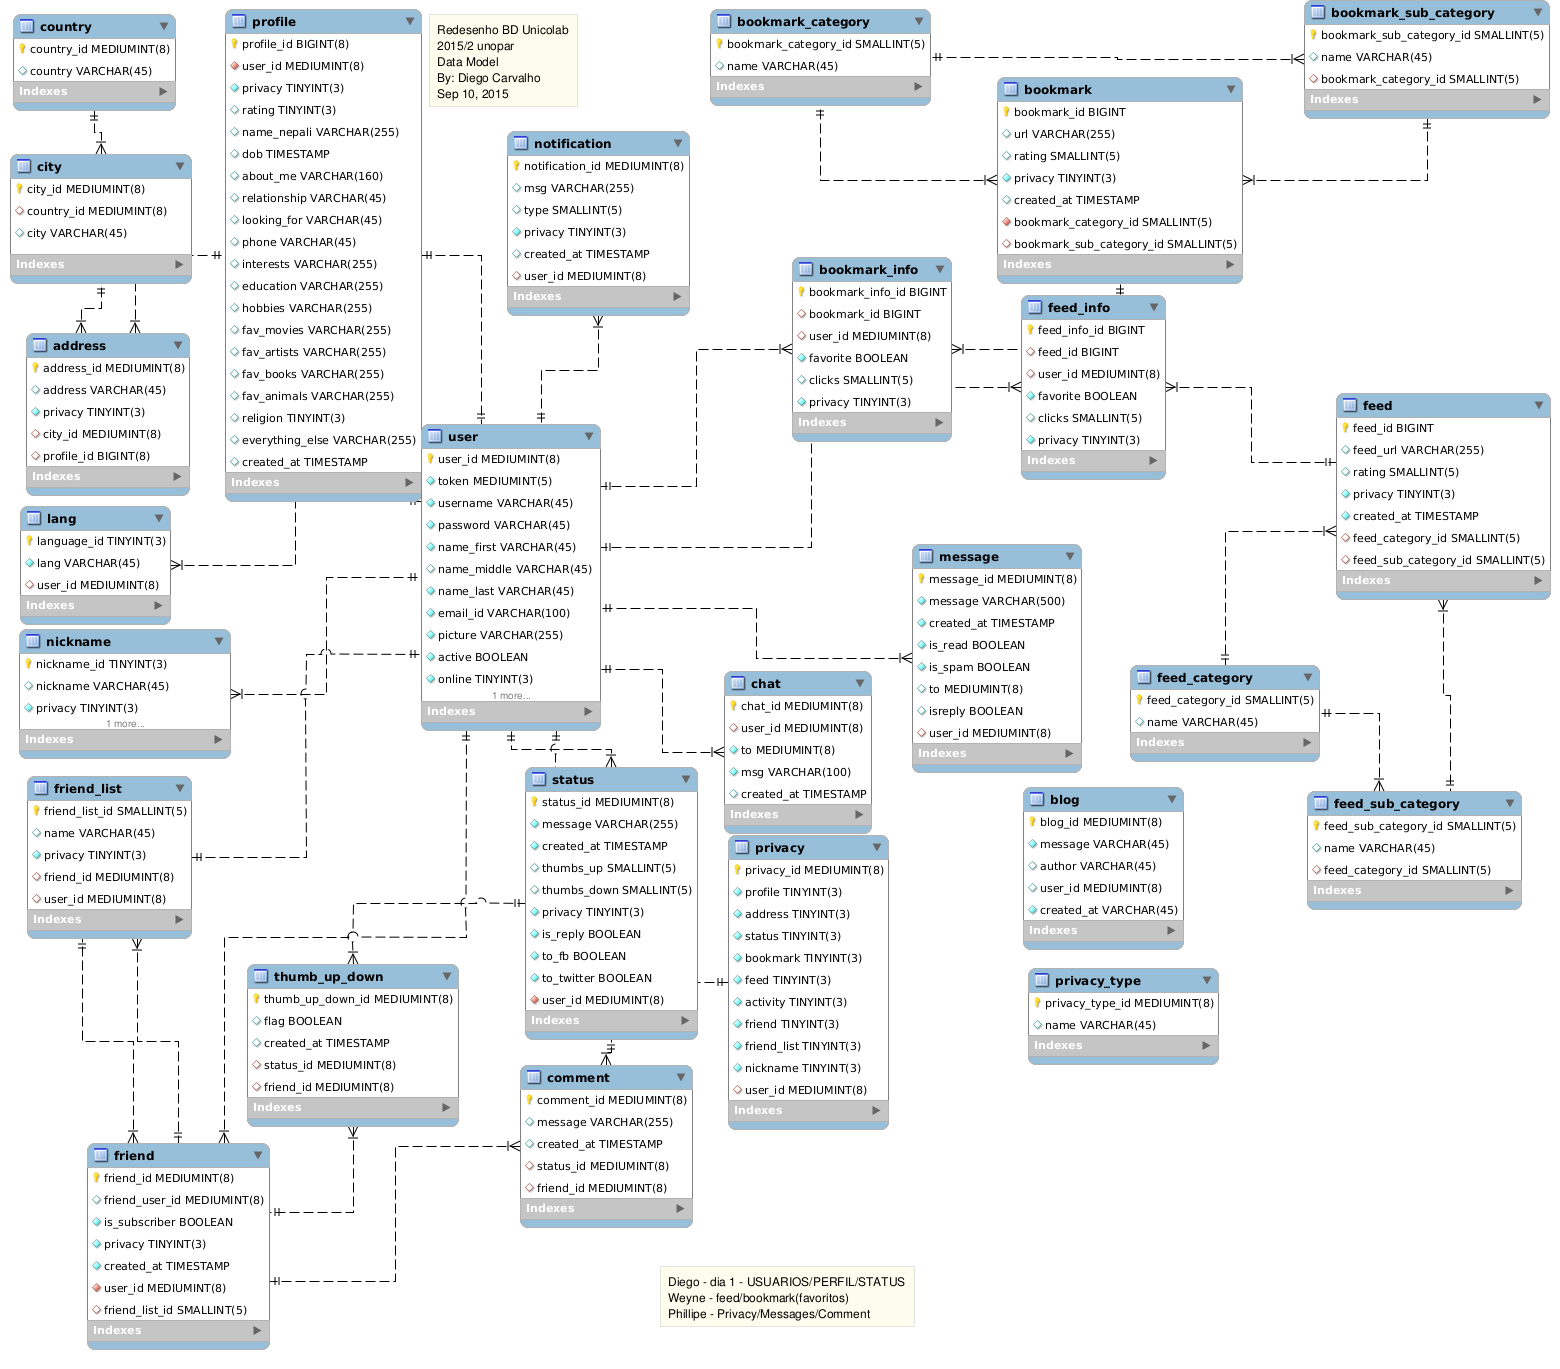 country
country_id MEDIUMINT(8)
country VARCHAR(45)
Indexes
city
city_id MEDIUMINT(8)
country_id MEDIUMINT(8)
city VARCHAR(45)
Indexes
address
address_id MEDIUMINT(8)
address VARCHAR(45)
privacy TINYINT(3)
city_id MEDIUMINT(8)
profile_id BIGINT(8)
Indexes
lang
language_id TINYINT(3)
lang VARCHAR(45)
user_id MEDIUMINT(8)
Indexes
nickname
nickname_id TINYINT(3)
nickname VARCHAR(45)
privacy TINYINT(3)
1 more...
Indexes
friend_list
friend_list_id SMALLINT(5)
name VARCHAR(45)
privacy TINYINT(3)
friend_id MEDIUMINT(8)
user_id MEDIUMINT(8)
Indexes
friend
friend_id MEDIUMINT(8)
friend_user_id MEDIUMINT(8)
is_subscriber BOOLEAN
privacy TINYINT(3)
created_at TIMESTAMP
user_id MEDIUMINT(8)
friend_list_id SMALLINT(5)
Indexes
profile
profile_id BIGINT(8)
user_id MEDIUMINT(8)
privacy TINYINT(3)
rating TINYINT(3)
name_nepali VARCHAR(255)
dob TIMESTAMP
about_me VARCHAR(160)
relationship VARCHAR(45)
looking_for VARCHAR(45)
phone VARCHAR(45)
interests VARCHAR(255)
education VARCHAR(255)
hobbies VARCHAR(255)
fav_movies VARCHAR(255)
fav_artists VARCHAR(255)
fav_books VARCHAR(255)
fav_animals VARCHAR(255)
religion TINYINT(3)
everything_else VARCHAR(255)
created_at TIMESTAMP
Indexes
Redesenho BD Unicolab
2015/2 unopar
Data Model
By: Diego Carvalho
Sep 10, 2015
notification
notification_id MEDIUMINT(8)
msg VARCHAR(255)
type SMALLINT(5)
privacy TINYINT(3)
created_at TIMESTAMP
user_id MEDIUMINT(8)
Indexes
user
user_id MEDIUMINT(8)
token MEDIUMINT(5)
username VARCHAR(45)
password VARCHAR(45)
name_first VARCHAR(45)
name_middle VARCHAR(45)
name_last VARCHAR(45)
email_id VARCHAR(100)
picture VARCHAR(255)
active BOOLEAN
online TINYINT(3)
1 more...
Indexes
status
status_id MEDIUMINT(8)
message VARCHAR(255)
created_at TIMESTAMP
thumbs_up SMALLINT(5)
thumbs_down SMALLINT(5)
privacy TINYINT(3)
is_reply BOOLEAN
to_fb BOOLEAN
to_twitter BOOLEAN
user_id MEDIUMINT(8)
Indexes
thumb_up_down
thumb_up_down_id MEDIUMINT(8)
flag BOOLEAN
created_at TIMESTAMP
status_id MEDIUMINT(8)
friend_id MEDIUMINT(8)
Indexes
comment
comment_id MEDIUMINT(8)
message VARCHAR(255)
created_at TIMESTAMP
status_id MEDIUMINT(8)
friend_id MEDIUMINT(8)
Indexes
bookmark_category
bookmark_category_id SMALLINT(5)
name VARCHAR(45)
Indexes
bookmark_sub_category
bookmark_sub_category_id SMALLINT(5)
name VARCHAR(45)
bookmark_category_id SMALLINT(5)
Indexes
bookmark
bookmark_id BIGINT
url VARCHAR(255)
rating SMALLINT(5)
privacy TINYINT(3)
created_at TIMESTAMP
bookmark_category_id SMALLINT(5)
bookmark_sub_category_id SMALLINT(5)
Indexes
bookmark_info
bookmark_info_id BIGINT
bookmark_id BIGINT
user_id MEDIUMINT(8)
favorite BOOLEAN
clicks SMALLINT(5)
privacy TINYINT(3)
Indexes
feed_info
feed_info_id BIGINT
feed_id BIGINT
user_id MEDIUMINT(8)
favorite BOOLEAN
clicks SMALLINT(5)
privacy TINYINT(3)
Indexes
feed
feed_id BIGINT
feed_url VARCHAR(255)
rating SMALLINT(5)
privacy TINYINT(3)
created_at TIMESTAMP
feed_category_id SMALLINT(5)
feed_sub_category_id SMALLINT(5)
Indexes
message
message_id MEDIUMINT(8)
message VARCHAR(500)
created_at TIMESTAMP
is_read BOOLEAN
is_spam BOOLEAN
to MEDIUMINT(8)
isreply BOOLEAN
user_id MEDIUMINT(8)
Indexes
chat
chat_id MEDIUMINT(8)
user_id MEDIUMINT(8)
to MEDIUMINT(8)
msg VARCHAR(100)
created_at TIMESTAMP
Indexes
privacy
privacy_id MEDIUMINT(8)
profile TINYINT(3)
address TINYINT(3)
status TINYINT(3)
bookmark TINYINT(3)
feed TINYINT(3)
activity TINYINT(3)
friend TINYINT(3)
friend_list TINYINT(3)
nickname TINYINT(3)
user_id MEDIUMINT(8)
Indexes
feed_category
feed_category_id SMALLINT(5)
name VARCHAR(45)
Indexes
feed_sub_category
feed_sub_category_id SMALLINT(5)
name VARCHAR(45)
feed_category_id SMALLINT(5)
Indexes
blog
blog_id MEDIUMINT(8)
message VARCHAR(45)
author VARCHAR(45)
user_id MEDIUMINT(8)
created_at VARCHAR(45)
Indexes
privacy_type
privacy_type_id MEDIUMINT(8)
name VARCHAR(45)
Indexes
Diego - dia 1 - USUARIOS/PERFIL/STATUS
Weyne - feed/bookmark(favoritos)
Phillipe - Privacy/Messages/Comment